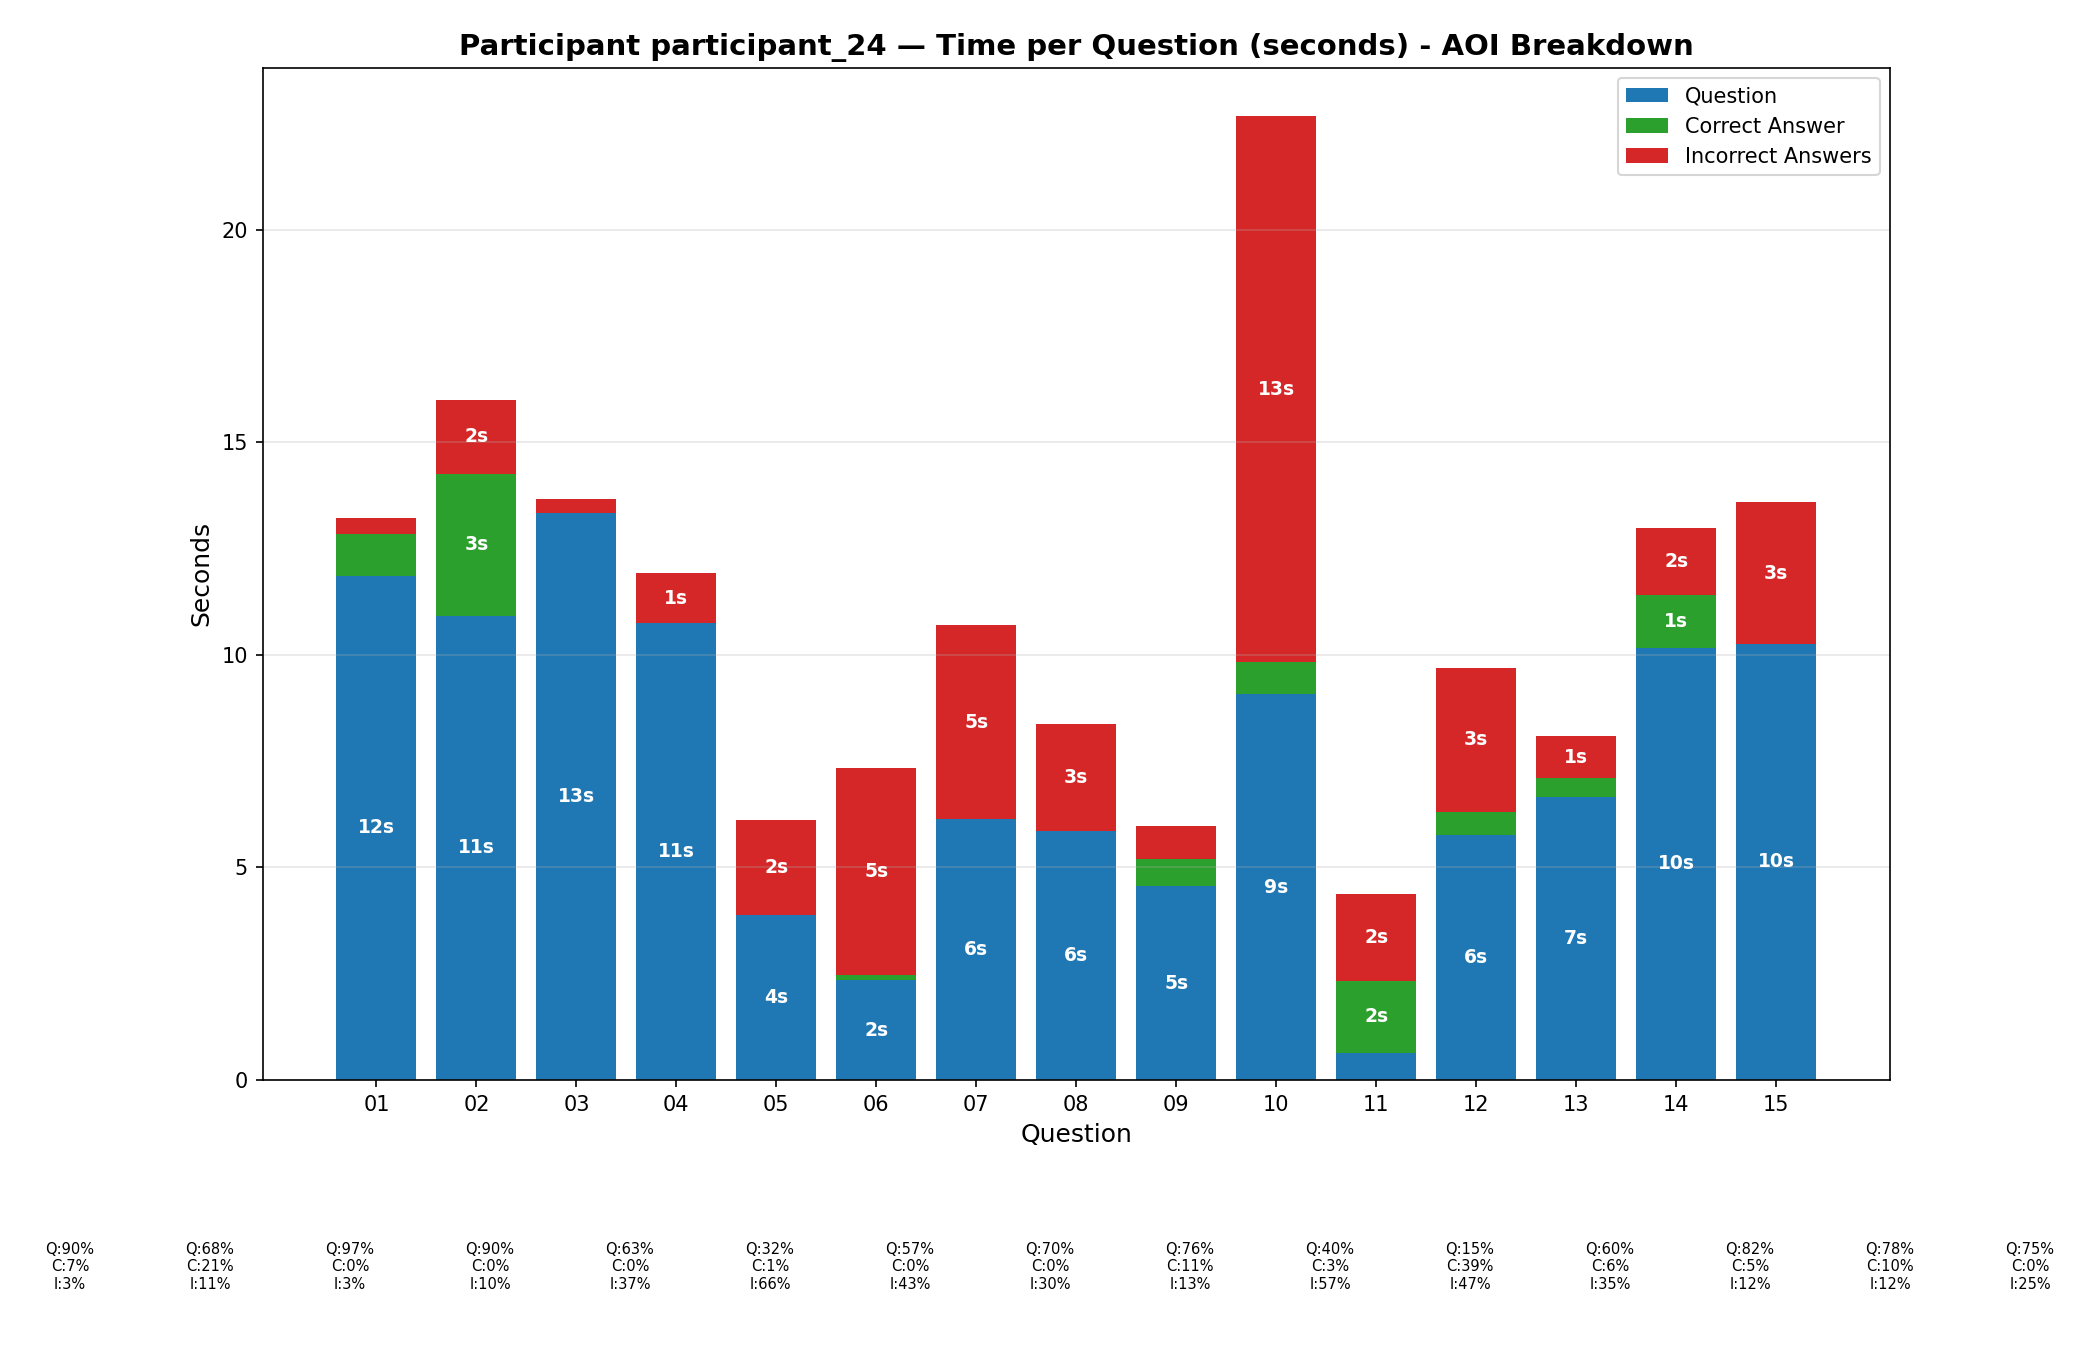 Participant participant_24 — Time per Question (seconds) - AOI Breakdown
Question
Correct Answer
Incorrect Answers
Seconds
20
15
10
5
0
12s
11s
3s
2s
13s
11s
1s
4s
2s
2s
5s
6s
5s
6s
3s
5s
9s
13s
2s
2s
6s
3s
7s
1s
10s
1s
2s
10s
3s
01 02 03 04 05 06 07 08 09 10 11 12 13 14 15
Question
Q:90% Q:68% Q:97% Q:90% Q:63% Q:32% Q:57% Q:70% Q:76% Q:40% Q:15% Q:60% Q:82% Q:78% Q:75%
C:7% C:21% C:0% C:0% C:0% C:1% C:0% C:0% C:11% C:3% C:39% C:6% C:5% C:10% C:0%
I:3% I:11% I:3% I:10% I:37% I:66% I:43% I:30% I:13% I:57% I:47% I:35% I:12% I:12% I:25%